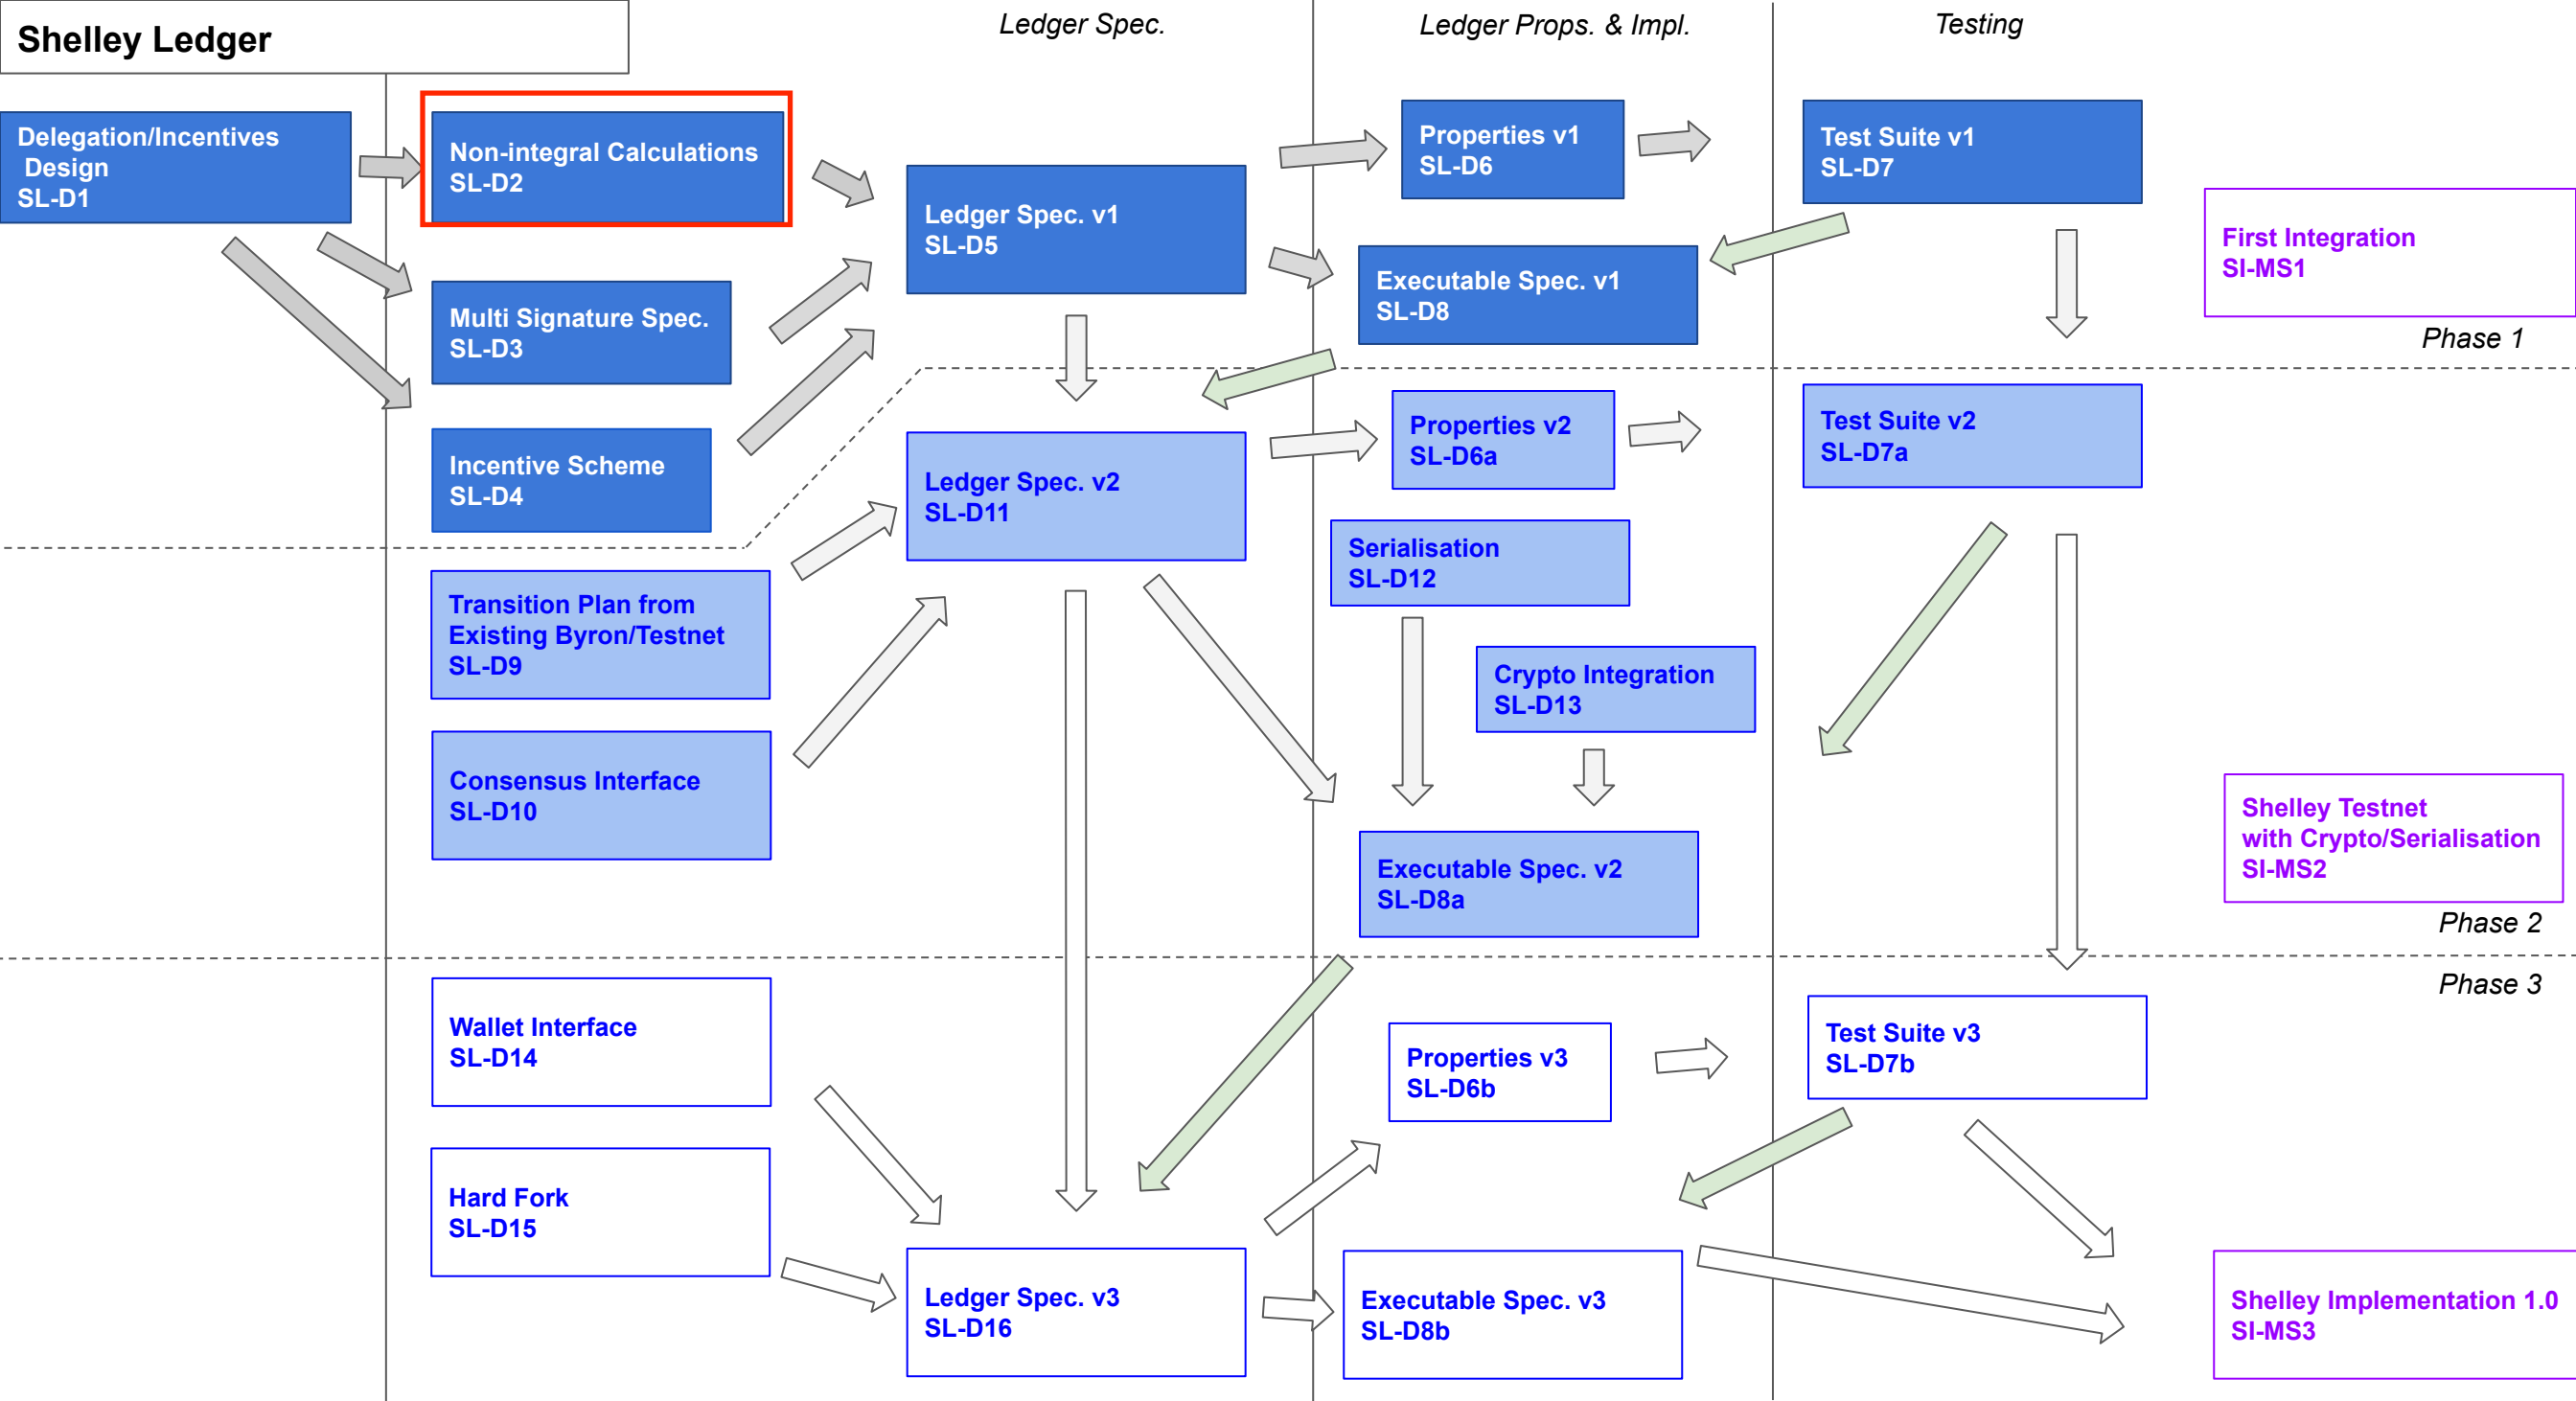 Shelley Ledger
Ledger Spec.
Ledger Props. & Impl.
Testing
Delegation/Incentives
Design
SL-D1
Non-integral Calculations
SL-D2
Multi Signature Spec.
SL-D3
Incentive Scheme
SL-D4
Ledger Spec. v1
SL-D5
Properties v1
SL-D6
Executable Spec. v1
SL-D8
Test Suite v1
SL-D7
First Integration
SI-MS1
Phase 1
Transition Plan from
Existing Byron/Testnet
SL-D9
Consensus Interface
SL-D10
Ledger Spec. v2
SL-D11
Properties v2
SL-D6a
Serialisation
SL-D12
Crypto Integration
SL-D13
Executable Spec. v2
SL-D8a
Test Suite v2
SL-D7a
Shelley Testnet
with Crypto/Serialisation
SI-MS2
Phase 2
Phase 3
Wallet Interface
SL-D14
Hard Fork
SL-D15
Ledger Spec. v3
SL-D16
Properties v3
SL-D6b
Executable Spec. v3
SL-D8b
Test Suite v3
SL-D7b
Shelley Implementation 1.0
SI-MS3